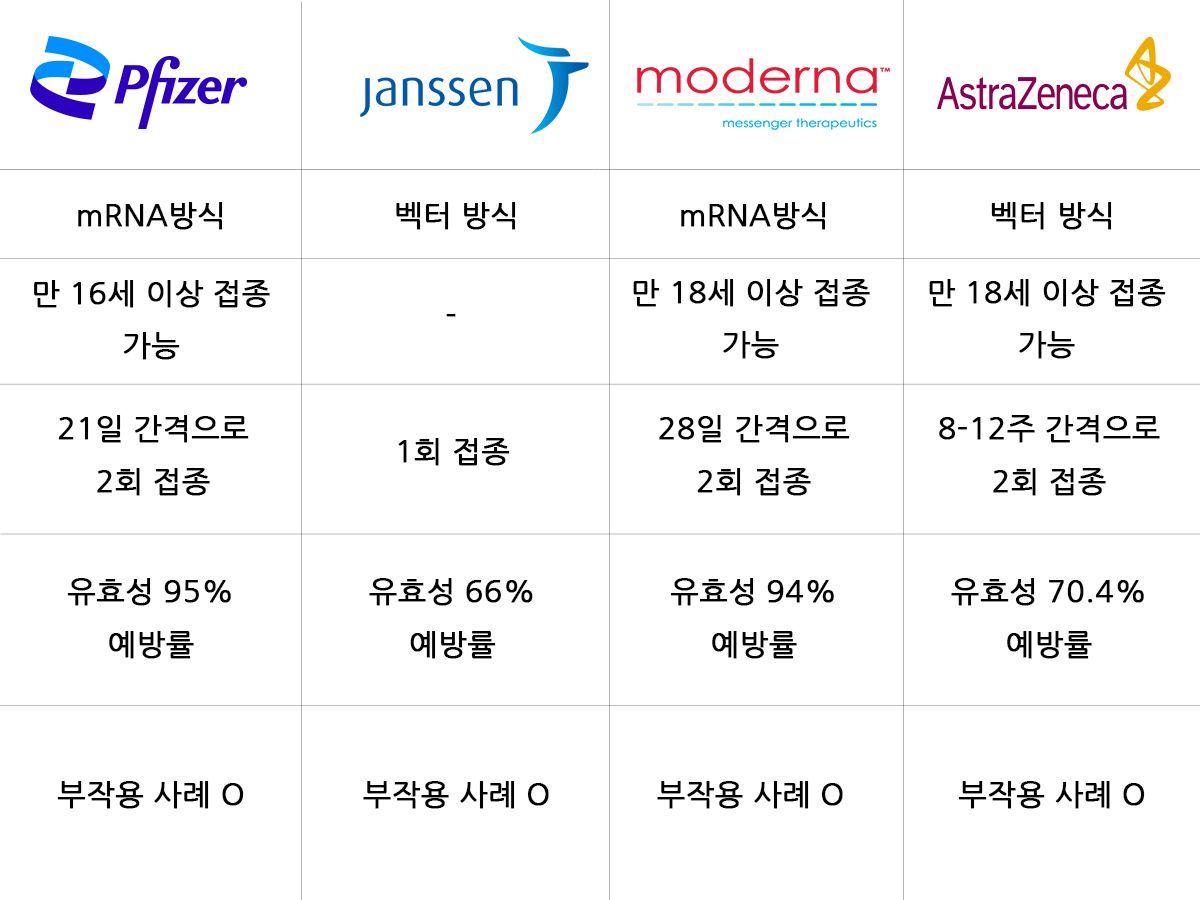 Pfizer
janssen
moderna™
messenger therapeutics
AstraZeneca
mRNA방식
벡터 방식
mRNA방식
벡터 방식
만 16세 이상 접종
가능
-
만 18세 이상 접종
가능
만 18세 이상 접종
가능
21일 간격으로
2회 접종
1회 접종
28일 간격으로
2회 접종
8-12주 간격으로
2회 접종
유효성 95%
예방률
유효성 66%
예방률
유효성 94%
예방률
유효성 70.4%
예방률
부작용 사례 O
부작용 사례 O
부작용 사례 O
부작용 사례 O